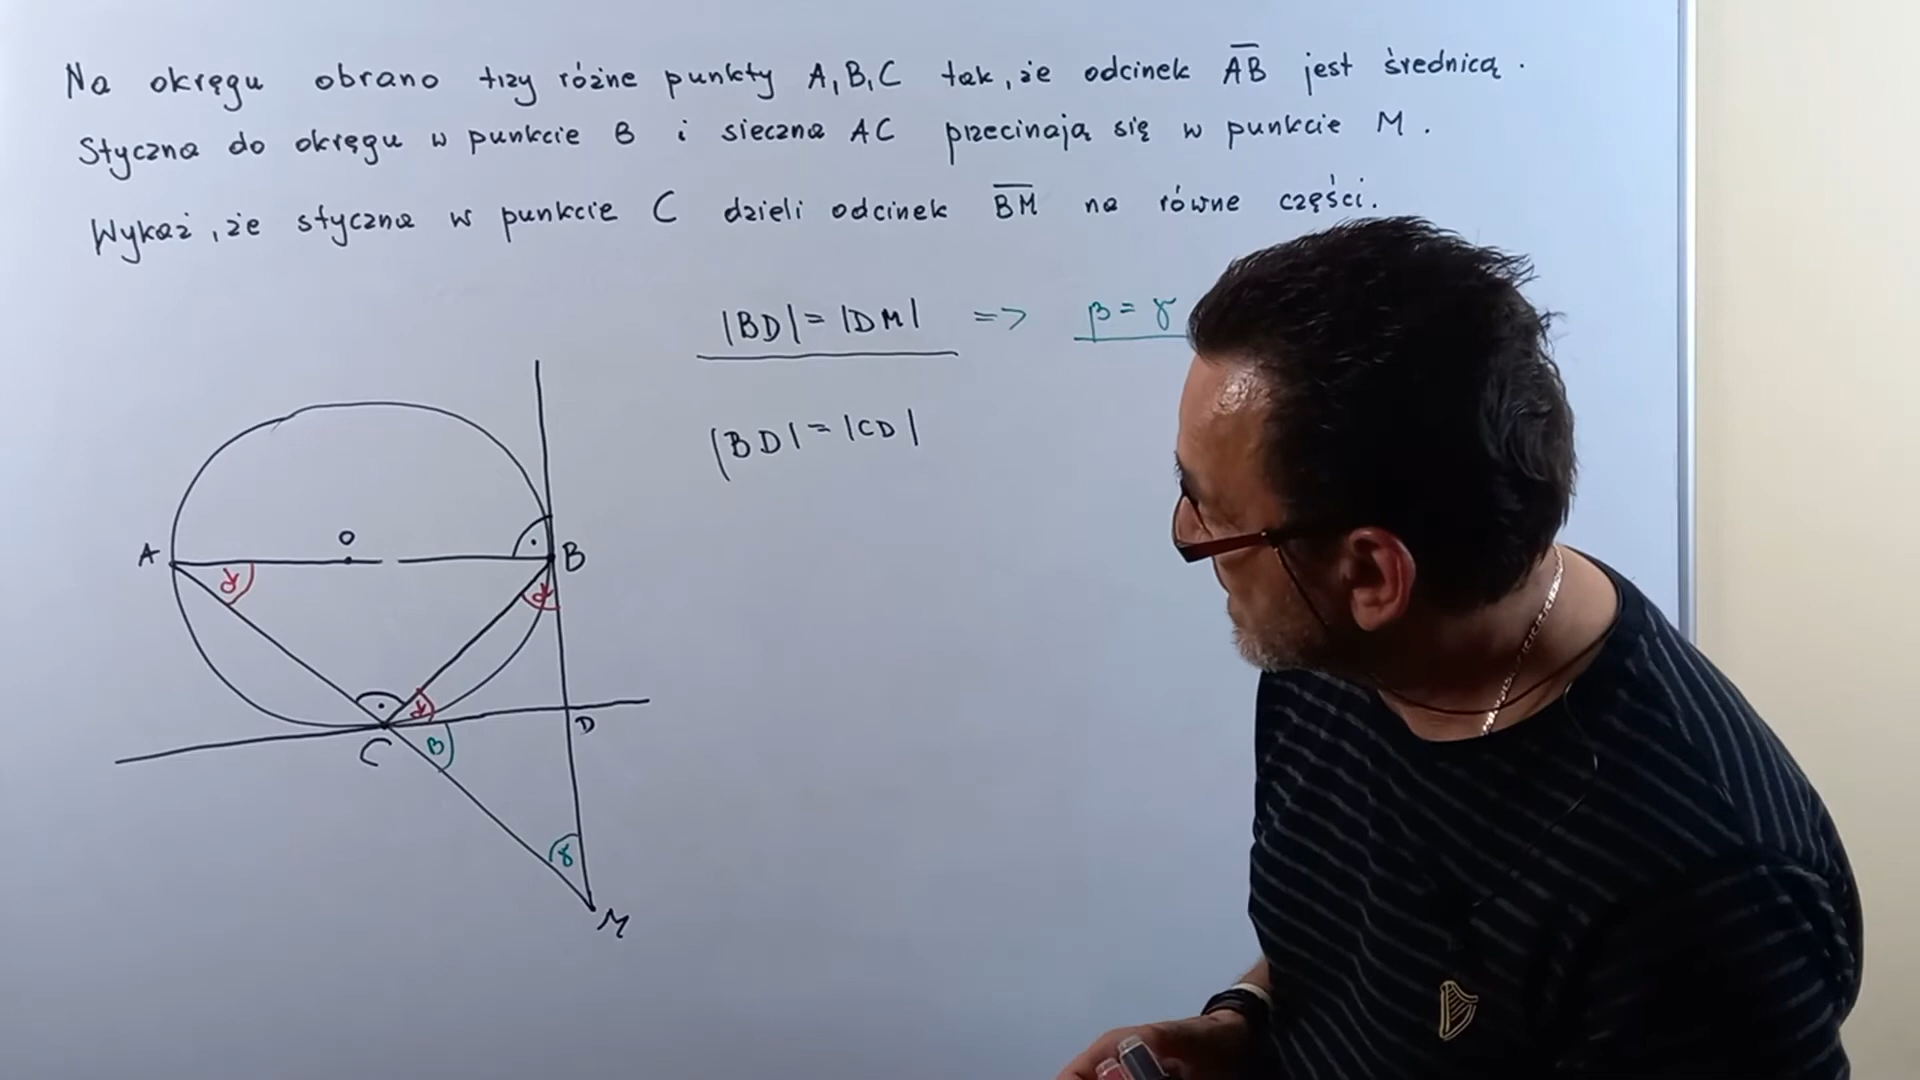 Na okręgu obrano trzy różne punkty A, B, C tak, że odcinek AB jest średnicą.
Styczna do okręgu w punkcie B i sieczna AC przecinają się w punkcie M.
Wykaż, że styczna w punkcie C dzieli odcinek BM na równe części.
|BD| = |DM| => β = γ
|BD| = |CD|
O
A B
α α
α D
C β
γ
M